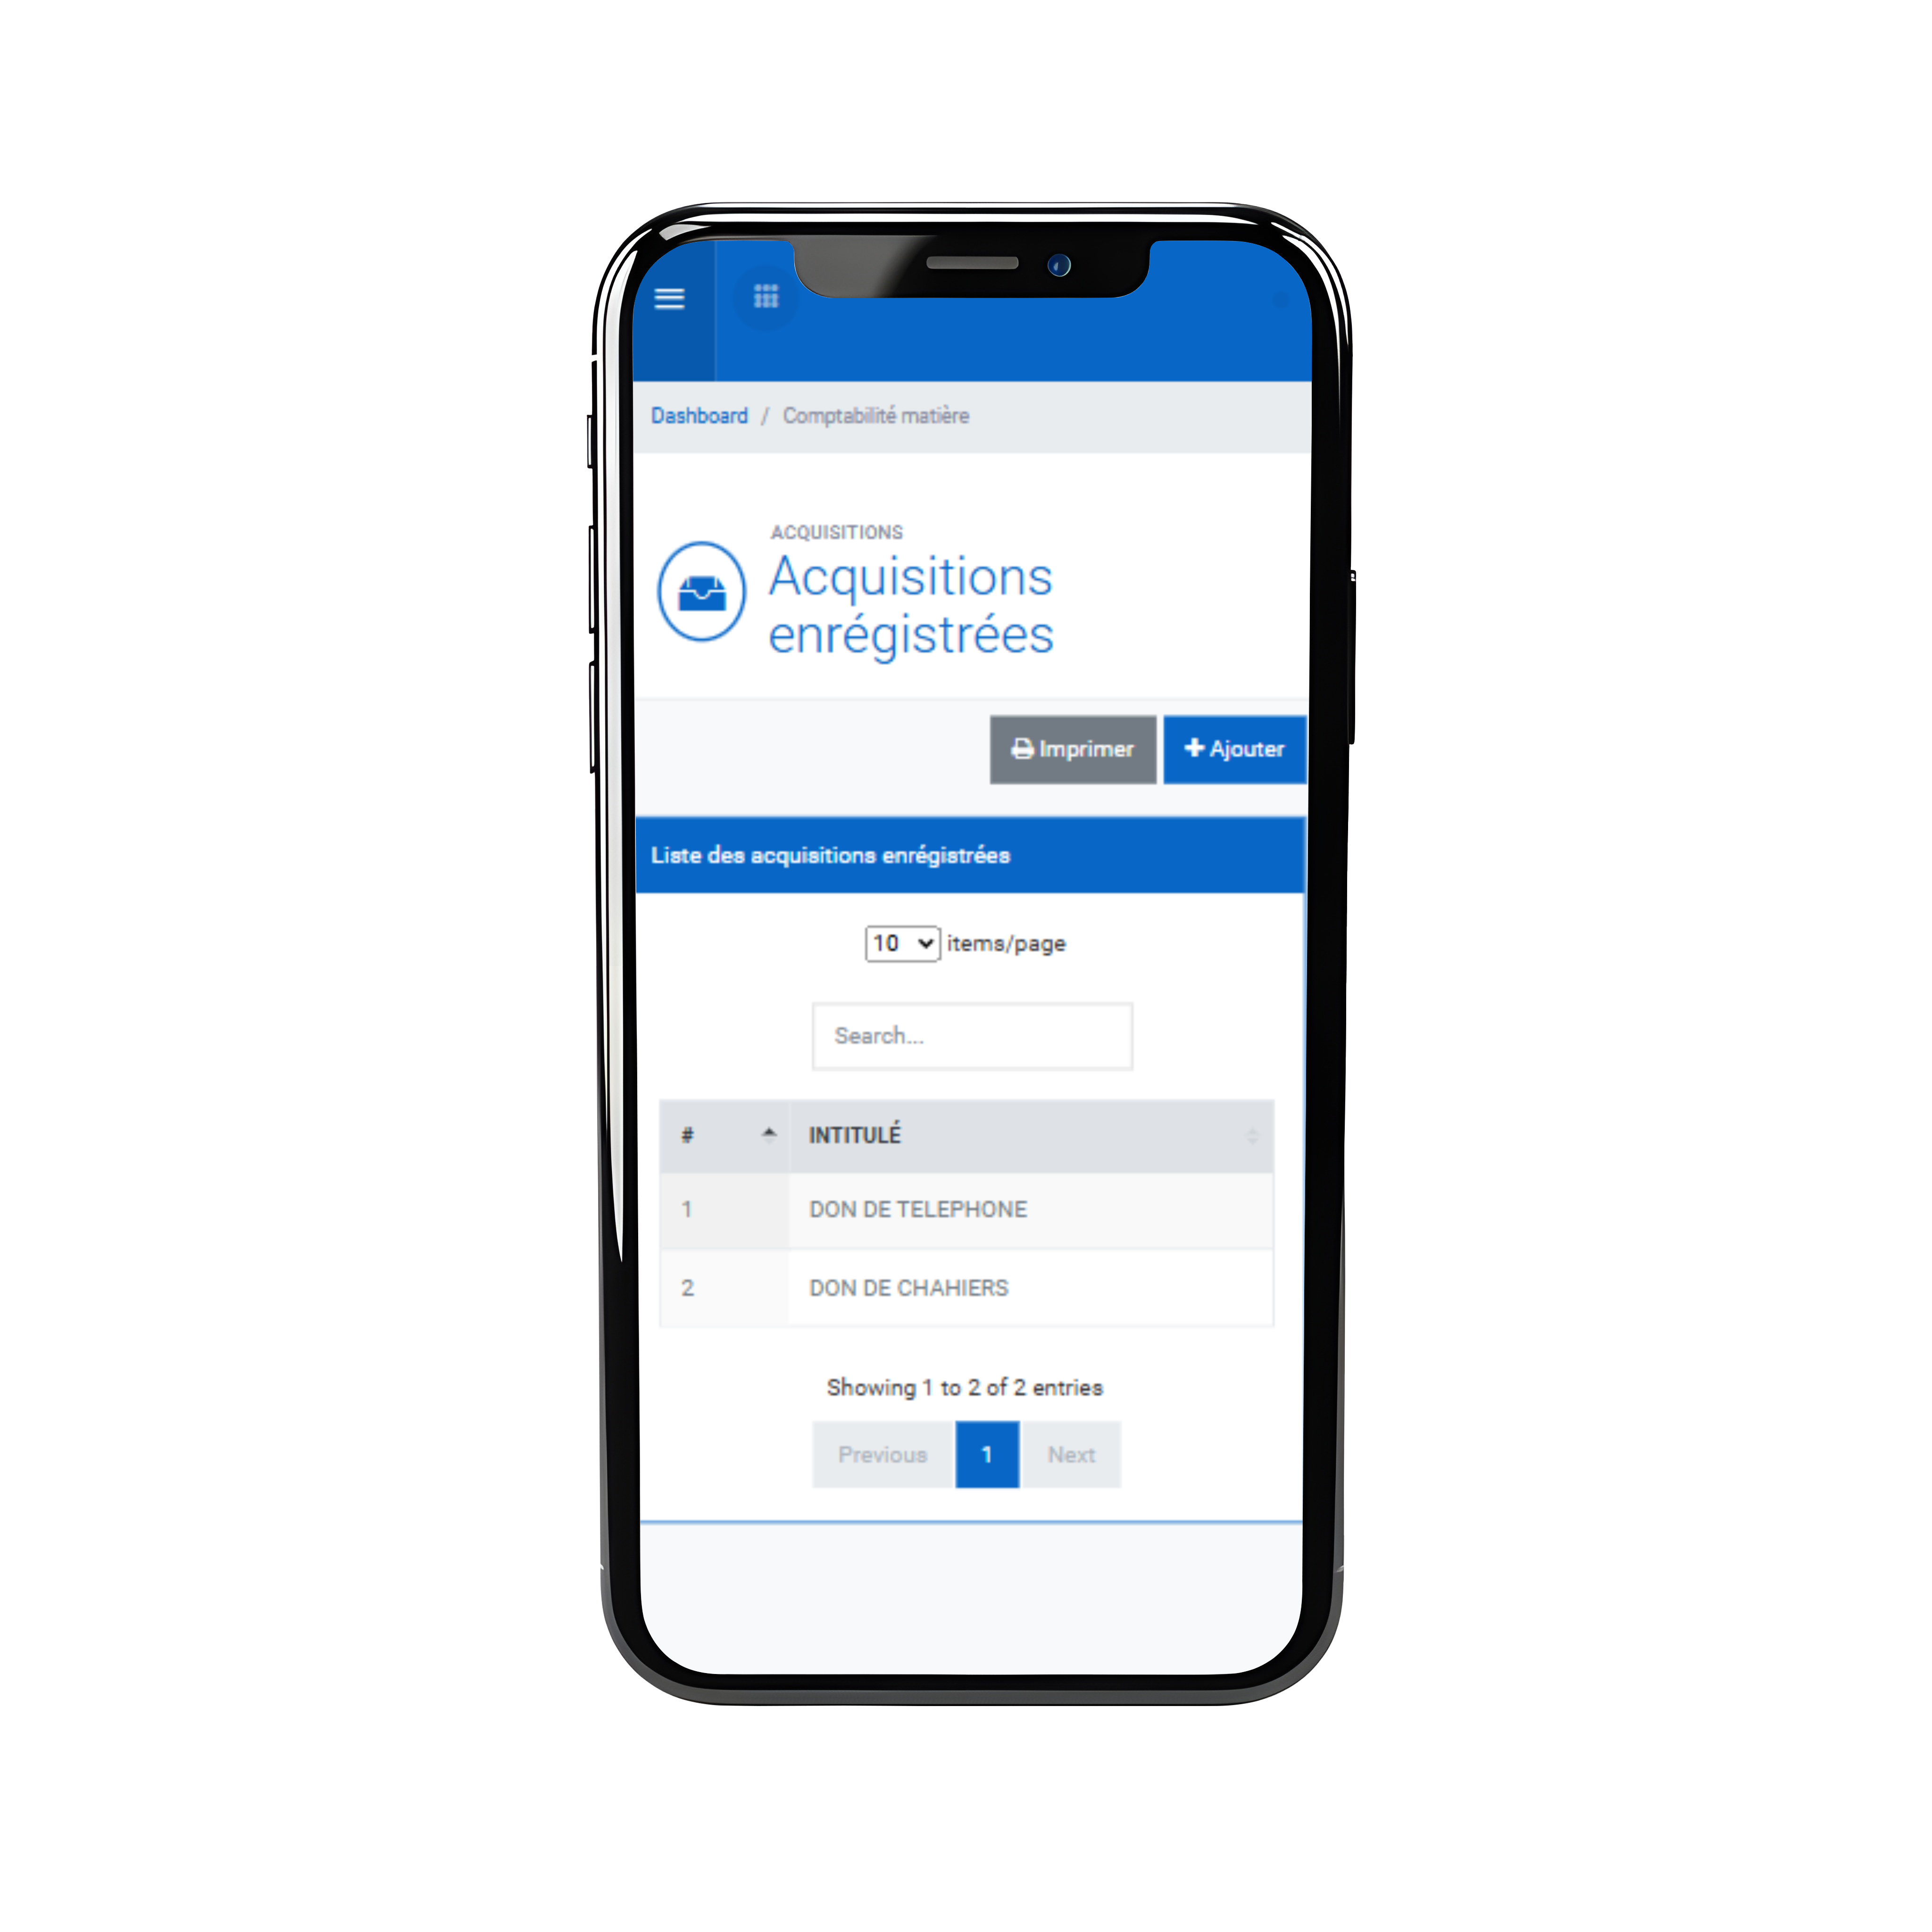 Dashboard / Comptabilité matière
ACQUISITIONS
Acquisitions
enrégistrées
Imprimer
Ajouter
Liste des acquisitions enrégistrées
10 items/page
Search...
# INTITULÉ
1 DON DE TELEPHONE
2 DON DE CHAHIERS
Showing 1 to 2 of 2 entries
Previous 1 Next